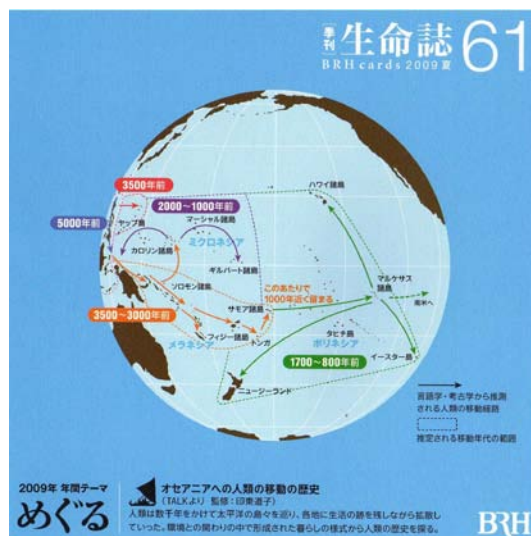 季刊
生命誌 61
BRH cards 2009 夏
3500年前
ハワイ諸島
2000〜1000年前
5000年前
ヤップ島
マーシャル諸島
ミクロネシア
カロリン諸島
ギルバート諸島
マルケサス
諸島
ソロモン諸島
このあたりで
1000年近く留まる
南米へ
サモア諸島
3500〜3000年前
フィジー諸島
タヒチ島
メラネシア
トンガ
ポリネシア
イースター島
1700〜800年前
ニュージーランド
言語学・考古学から推測
される人類の移動経路
推定される移動年代の範囲
2009年 年間テーマ
めぐる
オセアニアへの人類の移動の歴史
(TALKより 監修:印東道子)
人類は数千年をかけて太平洋の島々を巡り、各地に生活の跡を残しながら拡散し
ていった。環境との関わりの中で形成された暮らしの様式から人類の歴史を探る。
BRH